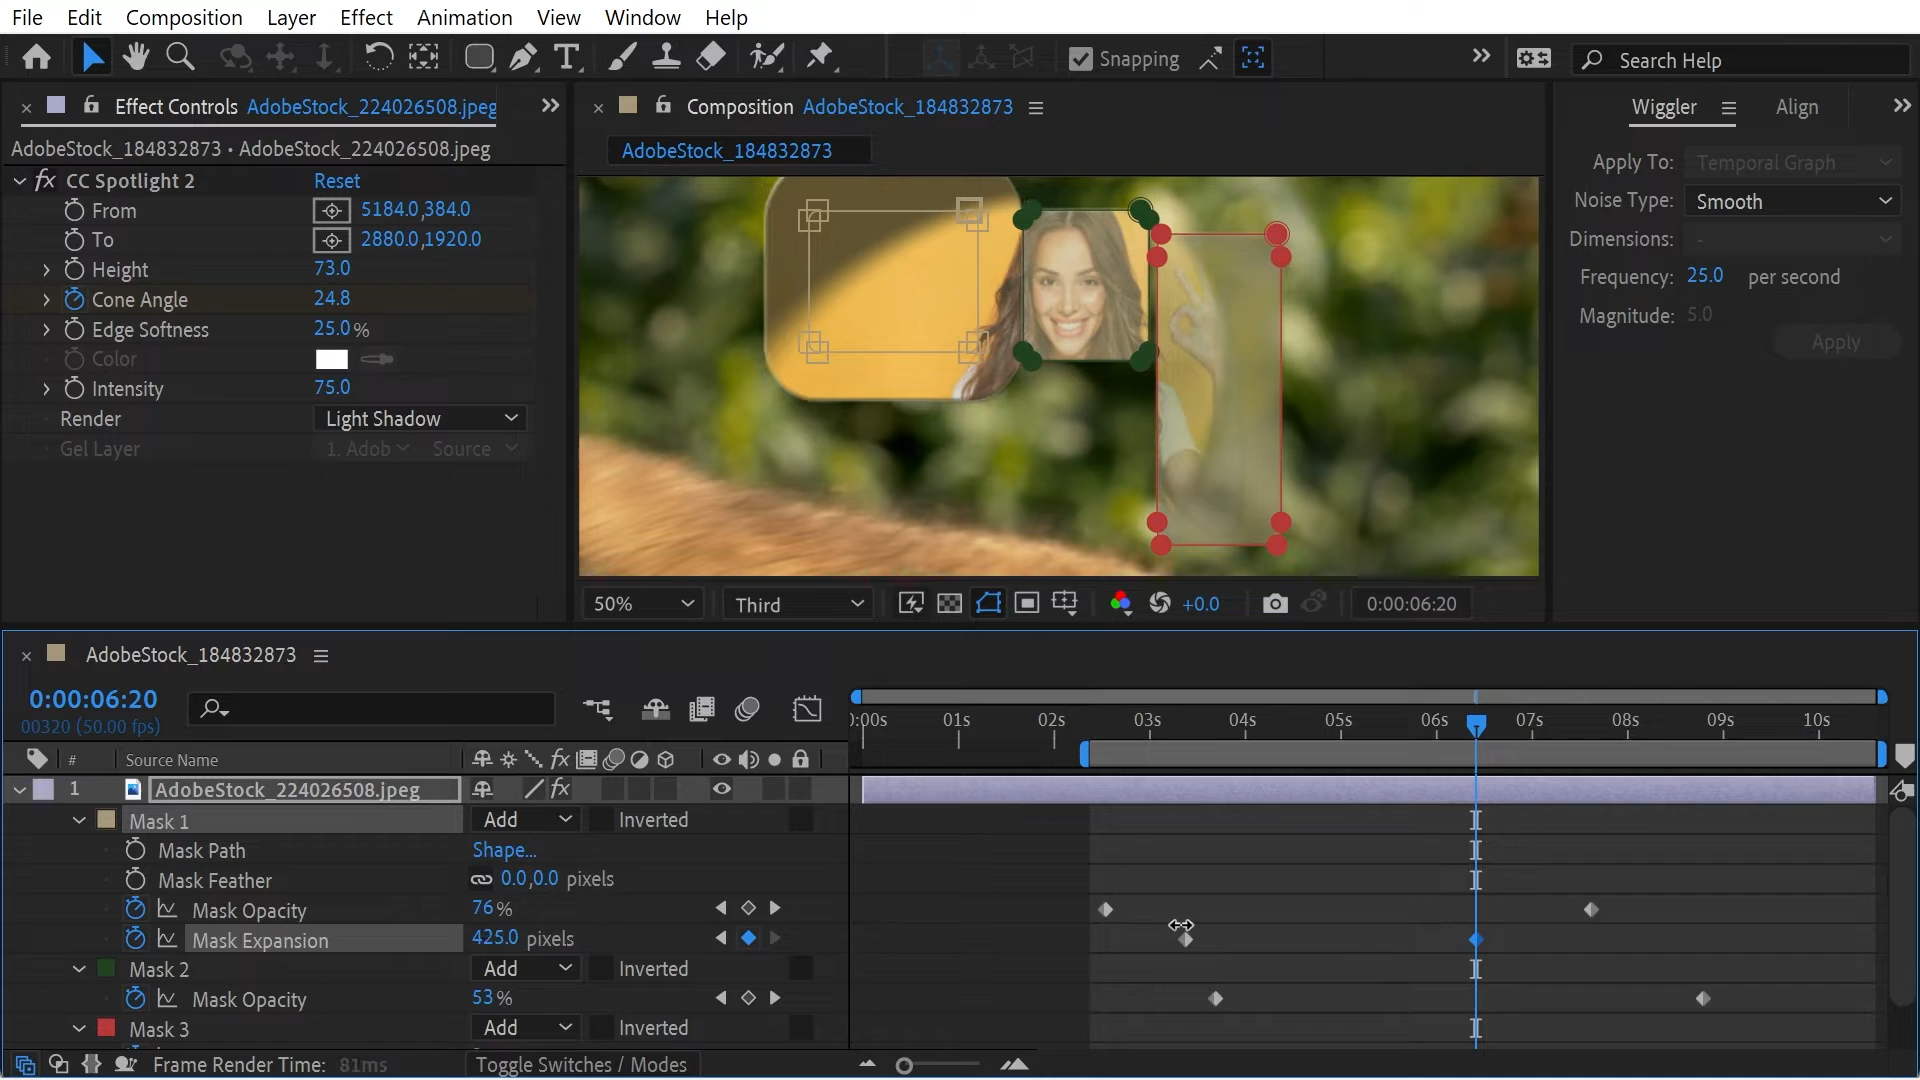 File Edit Composition Layer Effect Animation View Window Help
Snapping Search Help
Effect Controls AdobeStock_224026508.jpeg
Composition AdobeStock_184832873
Wiggler Align
AdobeStock_184832873 • AdobeStock_224026508.jpeg
AdobeStock_184832873
fx CC Spotlight 2 Reset
From 5184.0,384.0
To 2880.0,1920.0
Height 73.0
Cone Angle 24.8
Edge Softness 25.0%
Color
Intensity 75.0
Render Light Shadow
Gel Layer 1. Adob Source
Apply To: Temporal Graph
Noise Type: Smooth
Dimensions: -
Frequency: 25.0 per second
Magnitude: 5.0
Apply
50% Third +0.0 0:00:06:20
AdobeStock_184832873
0:00:06:20
00320 (50.00 fps)
):00s 01s 02s 03s 04s 05s 06s 07s 08s 09s 10s
# Source Name fx
1 AdobeStock_224026508.jpeg fx
Mask 1 Add Inverted
Mask Path Shape...
Mask Feather 0.0,0.0 pixels
Mask Opacity 76%
Mask Expansion 425.0 pixels
Mask 2 Add Inverted
Mask Opacity 53%
Mask 3 Add Inverted
Frame Render Time: 81ms Toggle Switches / Modes